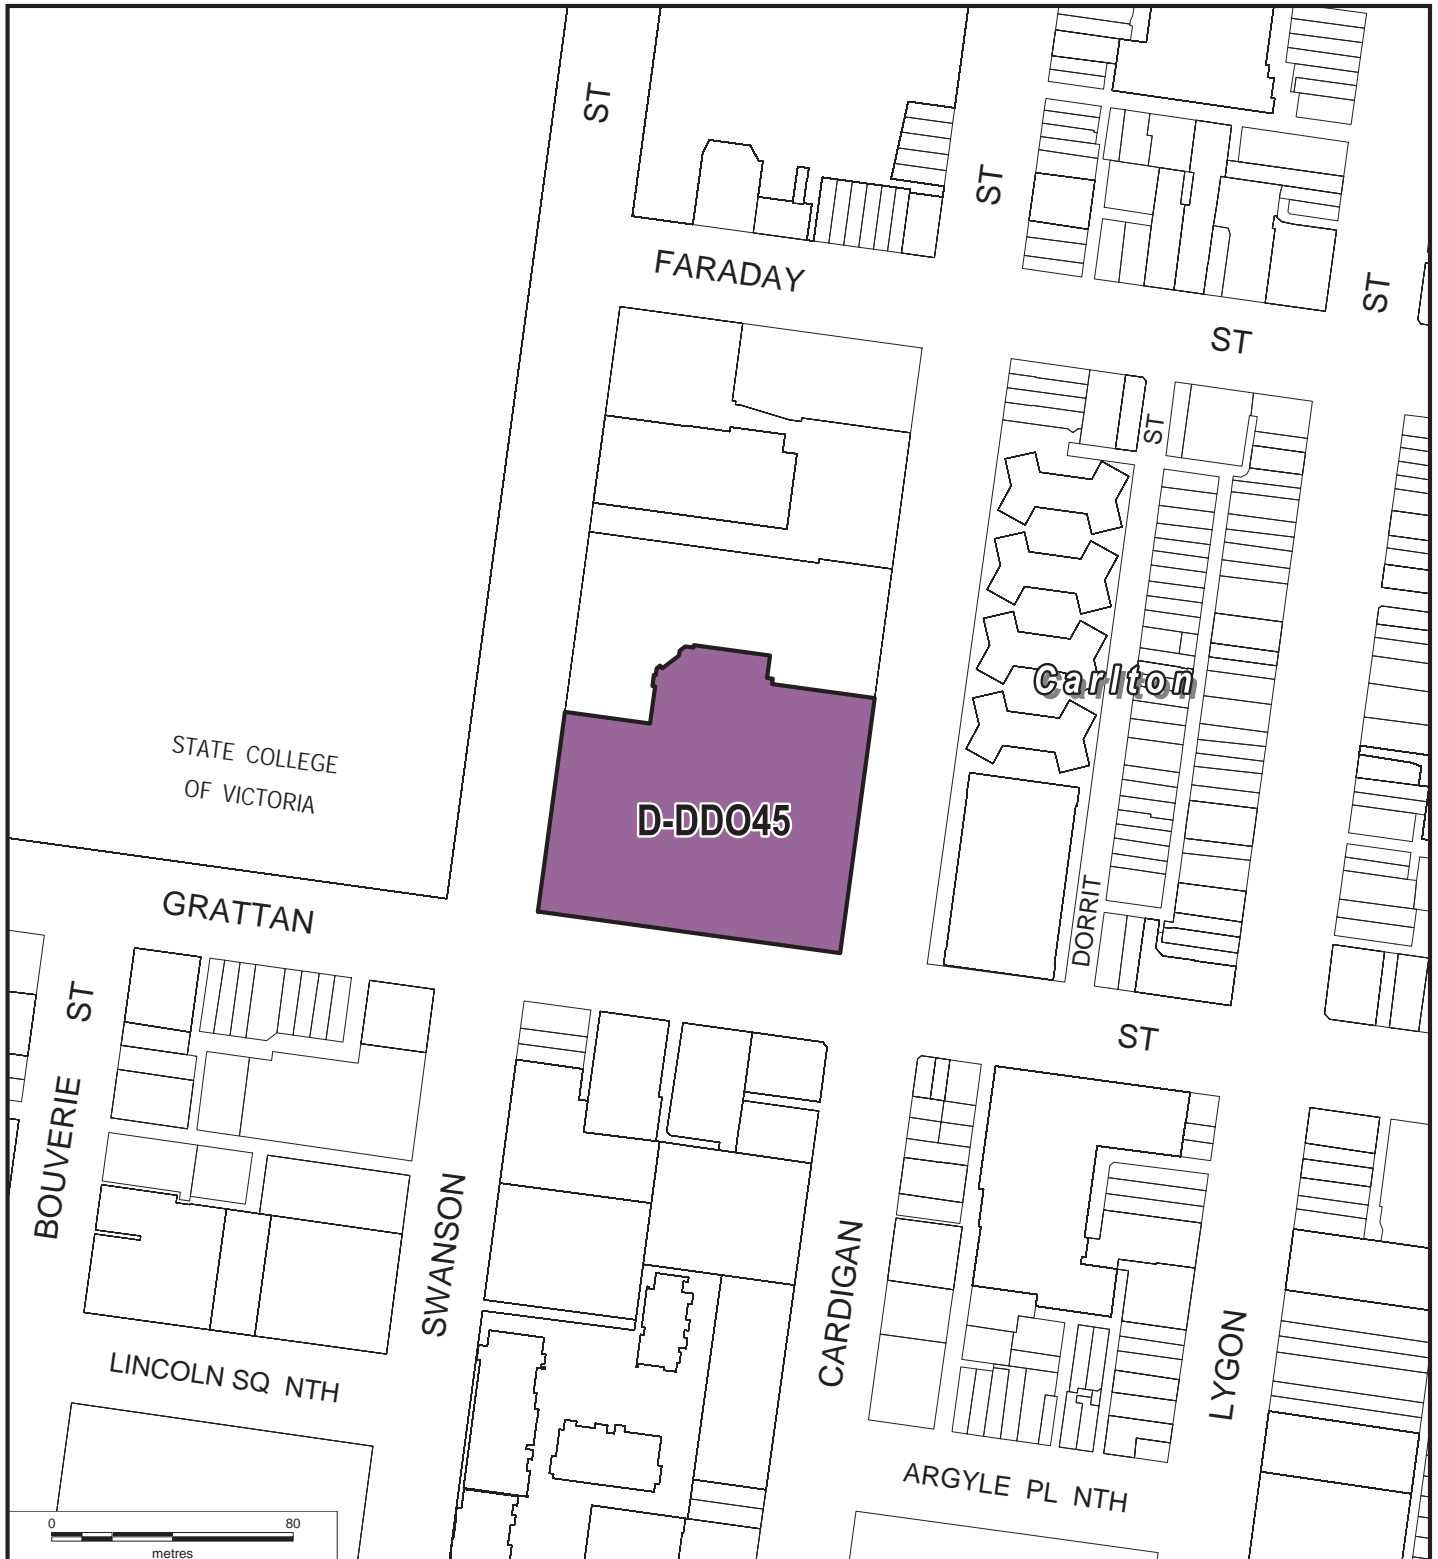 ST
ST
FARADAY
ST
ST
ST
Carlton
STATE COLLEGE
OF VICTORIA
D-DDO45
GRATTAN
DORRIT
ST
ST
BOUVERIE
SWANSON
CARDIGAN
LYGON
LINCOLN SQ NTH
ARGYLE PL NTH
0 80
metres